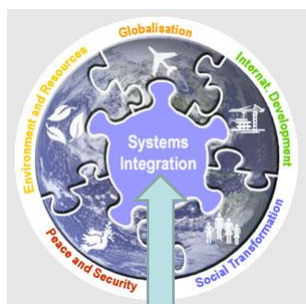 Globalisation
Environment and Resources
Internat. Development
Systems
Integration
Peace and Security
Social Transformation